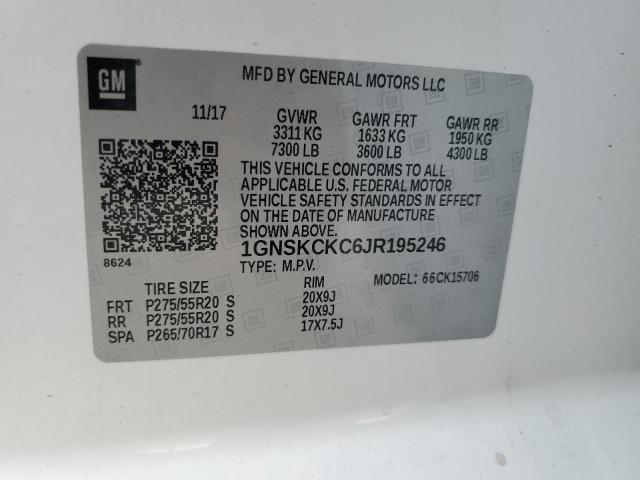 GM
MFD BY GENERAL MOTORS LLC
11/17 GVWR GAWR FRT GAWR RR
3311 KG 1633 KG 1950 KG
7300 LB 3600 LB 4300 LB
THIS VEHICLE CONFORMS TO ALL
APPLICABLE U.S. FEDERAL MOTOR
VEHICLE SAFETY STANDARDS IN EFFECT
ON THE DATE OF MANUFACTURE
SHOWN ABOVE.
1GNSKCKC6JR195246
8624
TYPE: M.P.V. MODEL: 66CK15706
TIRE SIZE RIM
FRT P275/55R20 S 20X9J
RR P275/55R20 S 20X9J
SPA P265/70R17 S 17X7.5J